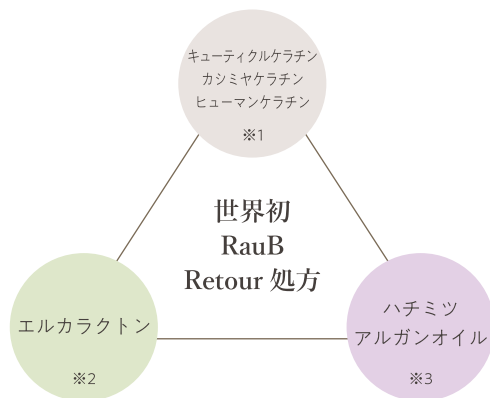 キューティクルケラチン
カシミヤケラチン
ヒューマンケラチン
※1
世界初
RauB
Retour 処方
エルカラクトン
※2
ハチミツ
アルガンオイル
※3